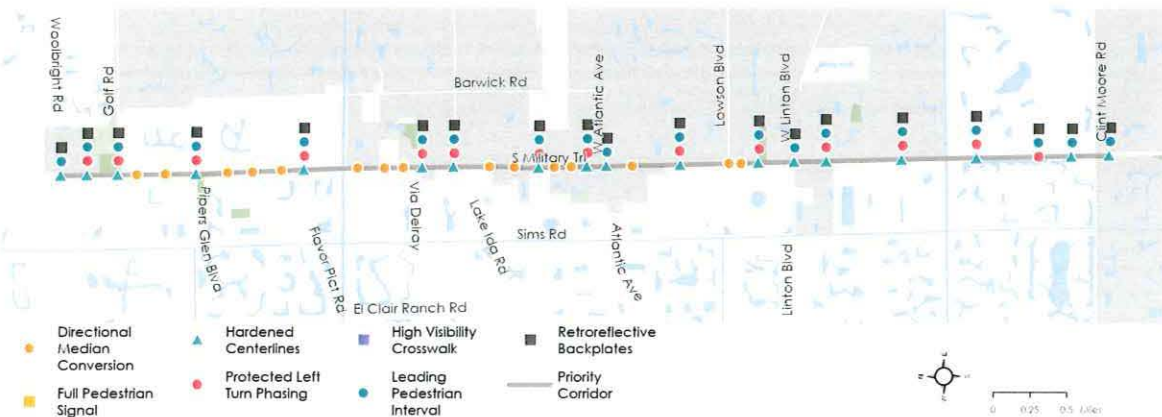 Woolbright Rd
Golf Rd
Barwick Rd
W Atlantic Ave
Lowson Blvd
W Linton Blvd
Clint Moore Rd
S Military Trl
Pipers Glen Blva
Flavor Pict Rd
Via Delray
Lake Ida Rd
Sims Rd
Atlantic Ave
Linton Blvd
El Clair Ranch Rd
Directional
Median
Conversion
Full Pedestrian
Signal
Hardened
Centerlines
Protected Left
Turn Phasing
High Visibility
Crosswalk
Leading
Pedestrian
Interval
Retroreflective
Backplates
Priority
Corridor
0 0.25 0.5 Miles